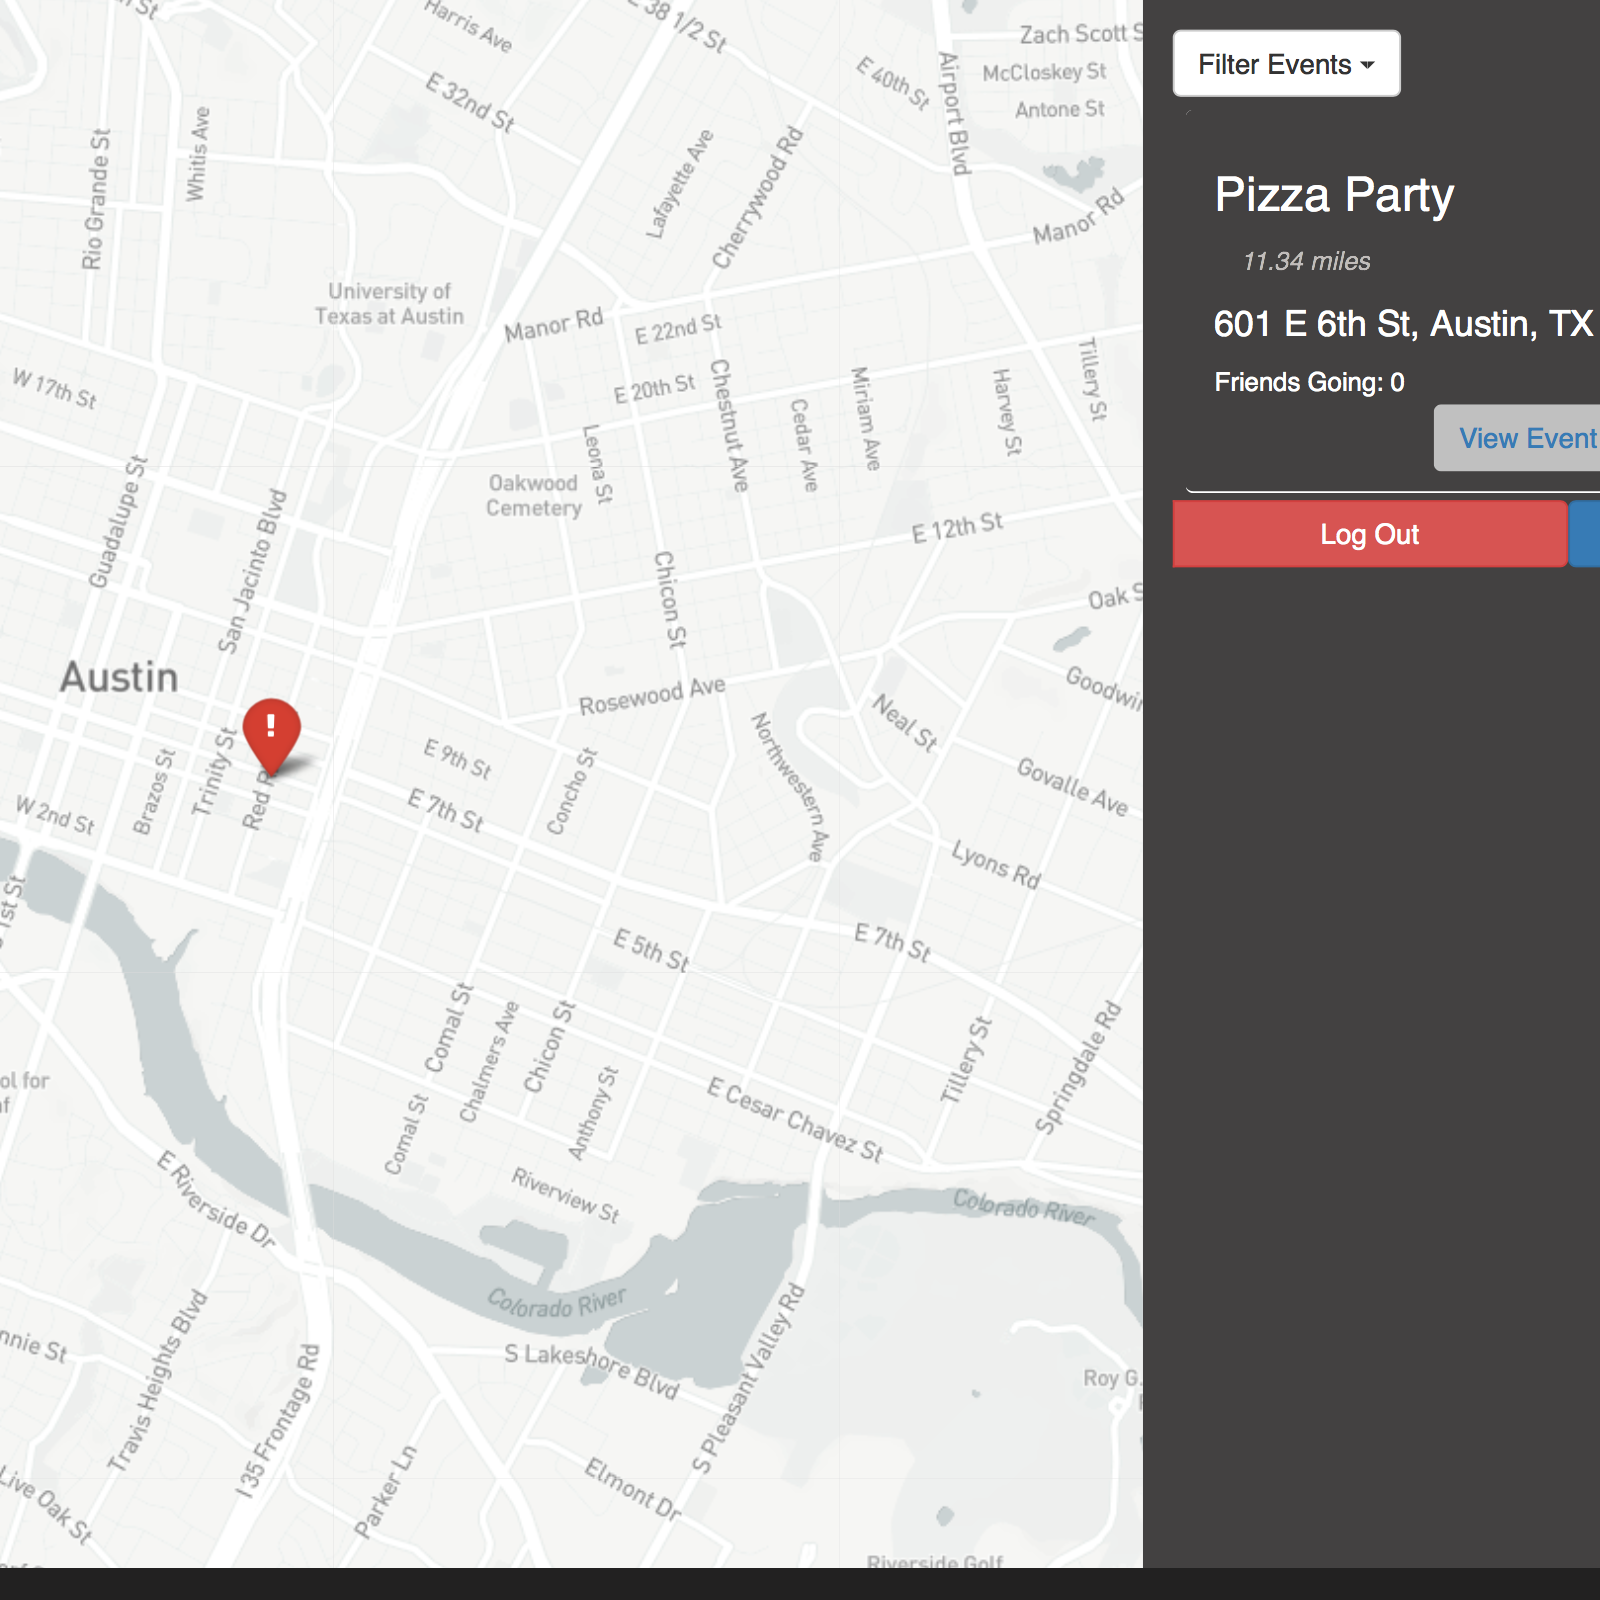 Harris Ave
E 38 1/2 St
Zach Scott S
McCloskey St
Antone St
E 40th St
Airport Blvd
E 32nd St
Rio Grande St
Whitis Ave
Lafayette Ave
Cherrywood Rd
Manor Rd
University of
Texas at Austin
Manor Rd
E 22nd St
E 20th St
W 17th St
Chestnut Ave
Cedar Ave
Miriam Ave
Harvey St
Tillery St
Leona St
Guadalupe St
San Jacinto Blvd
Oakwood
Cemetery
E 12th St
Chicon St
Oak S
Austin
Rosewood Ave
Goodwin
Neal St
Northwestern Ave
Govalle Ave
E 9th St
E 7th St
Concho St
Trinity St
Brazos St
Red
W 2nd St
Lyons Rd
1st St
E 5th St
E 7th St
Comal St
Chalmers Ave
Chicon St
Anthony St
Comal St
Tillery St
Springdale Rd
ol for
E Cesar Chavez St
E Riverside Dr
Riverview St
Colorado River
Colorado River
S Lakeshore Blvd
S Pleasant Valley Rd
nnie St
Travis Heights Blvd
I 35 Frontage Rd
Parker Ln
Live Oak St
Elmont Dr
Roy G.
Riverside Golf
Filter Events
Pizza Party
11.34 miles
601 E 6th St, Austin, TX
Friends Going: 0
View Event
Log Out